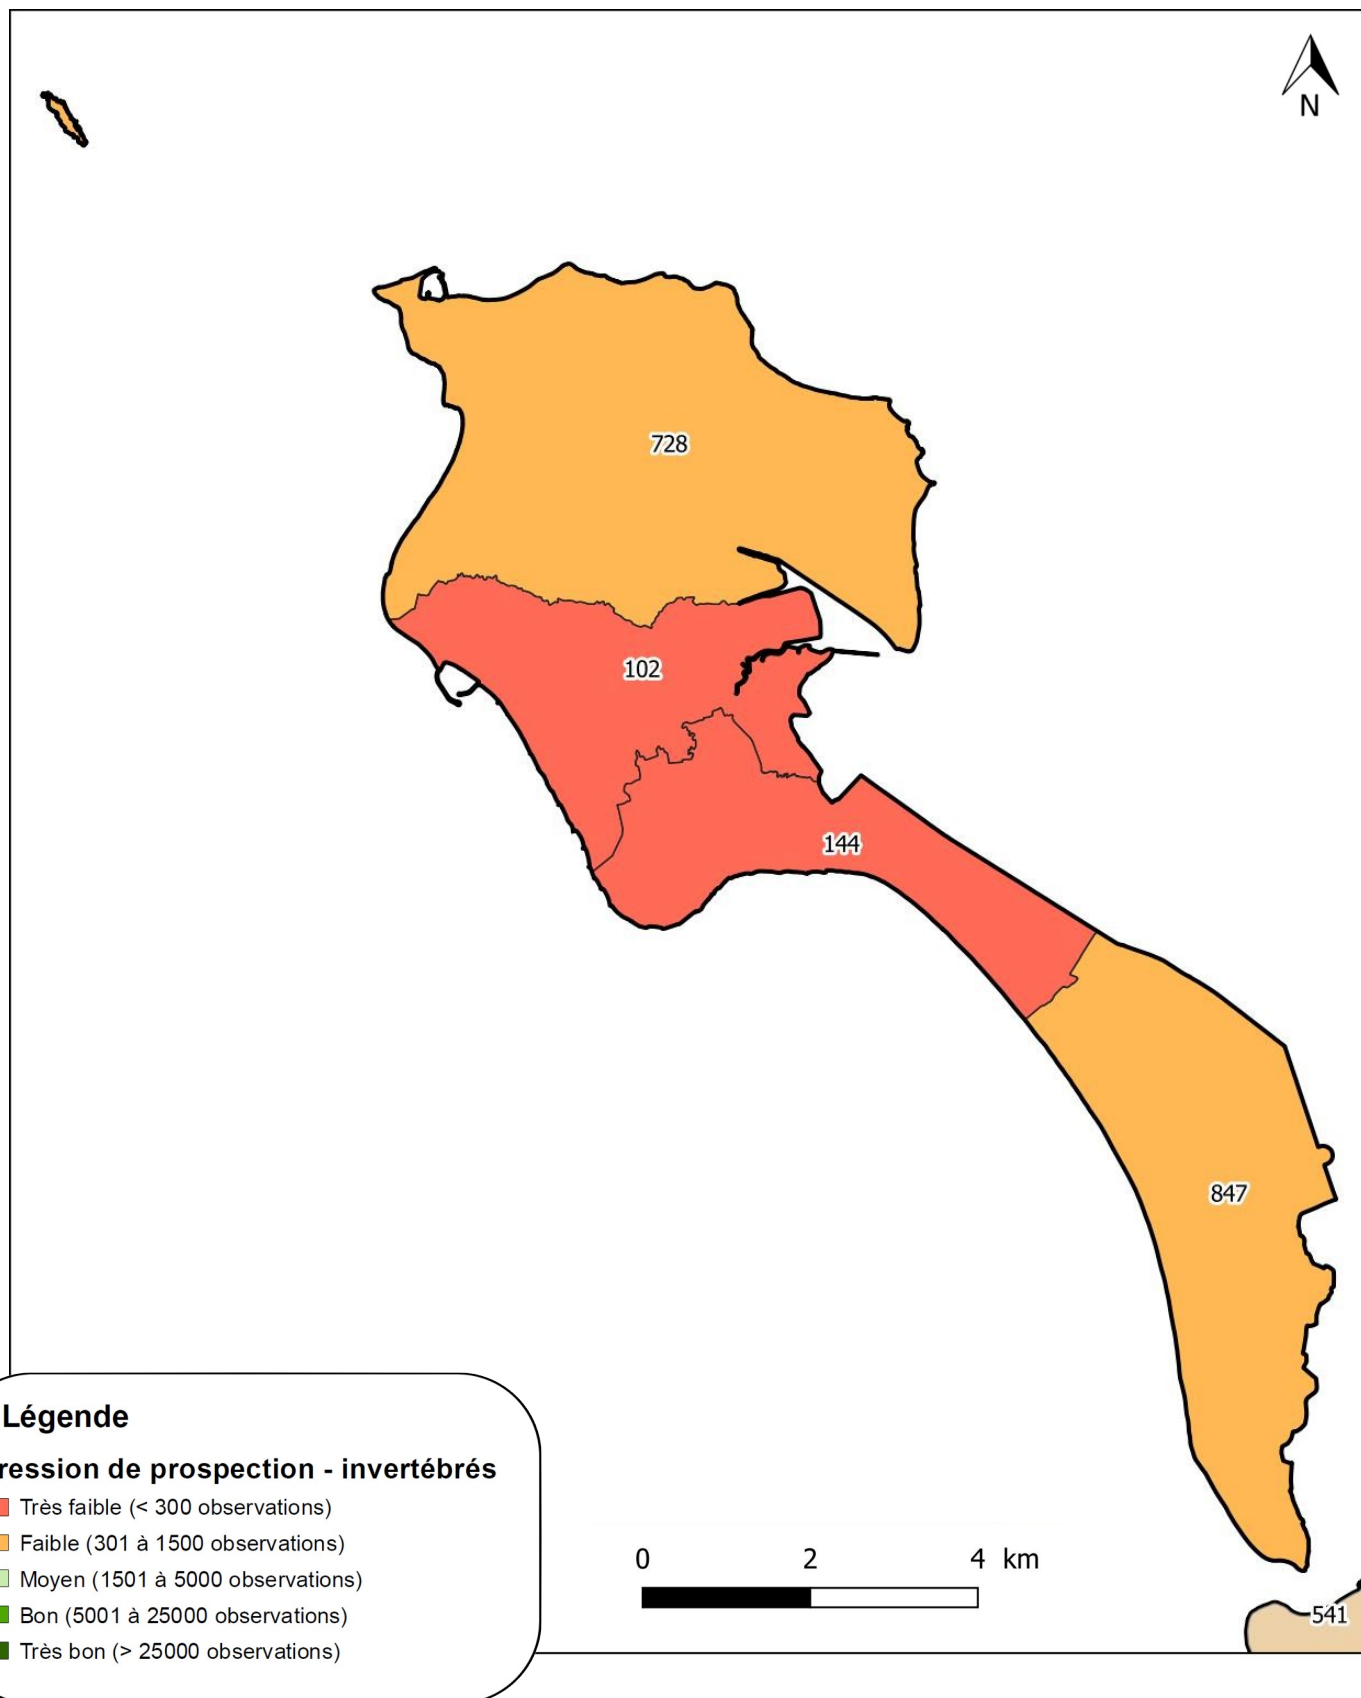 N
728
102
144
847
Légende
ression de prospection - invertébrés
Très faible (< 300 observations)
Faible (301 à 1500 observations)
Moyen (1501 à 5000 observations)
Bon (5001 à 25000 observations)
Très bon (> 25000 observations)
0 2 4 km
541